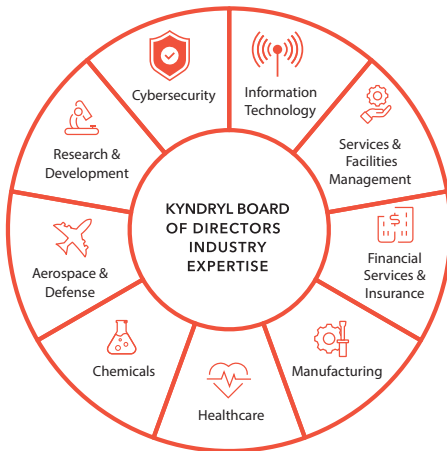 KYNDRYL BOARD
OF DIRECTORS
INDUSTRY
EXPERTISE
Information
Technology
Services &
Facilities
Management
Financial
Services &
Insurance
Manufacturing
Healthcare
Chemicals
Aerospace &
Defense
Research &
Development
Cybersecurity
$